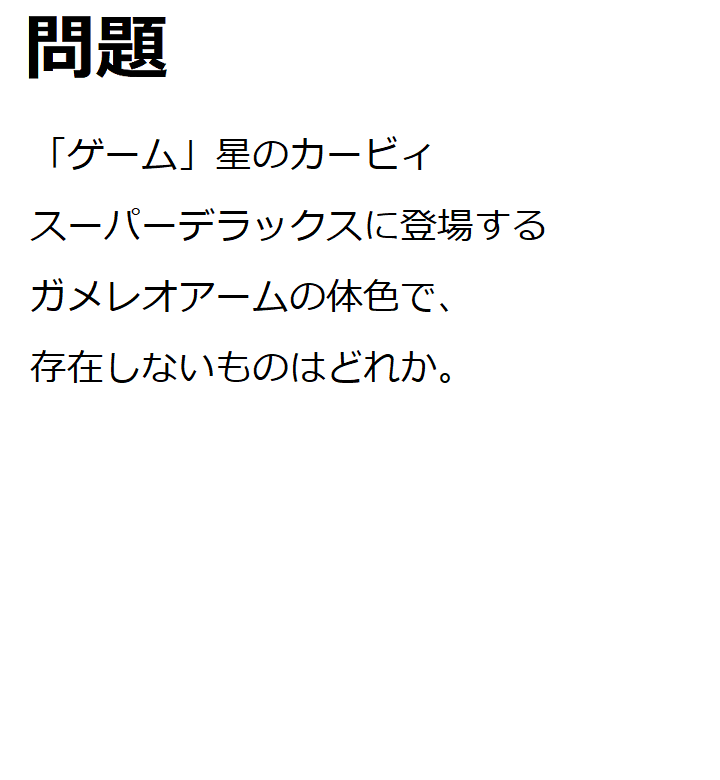 問題
「ゲーム」星のカービィ
スーパーデラックスに登場する
ガメレオアームの体色で、
存在しないものはどれか。